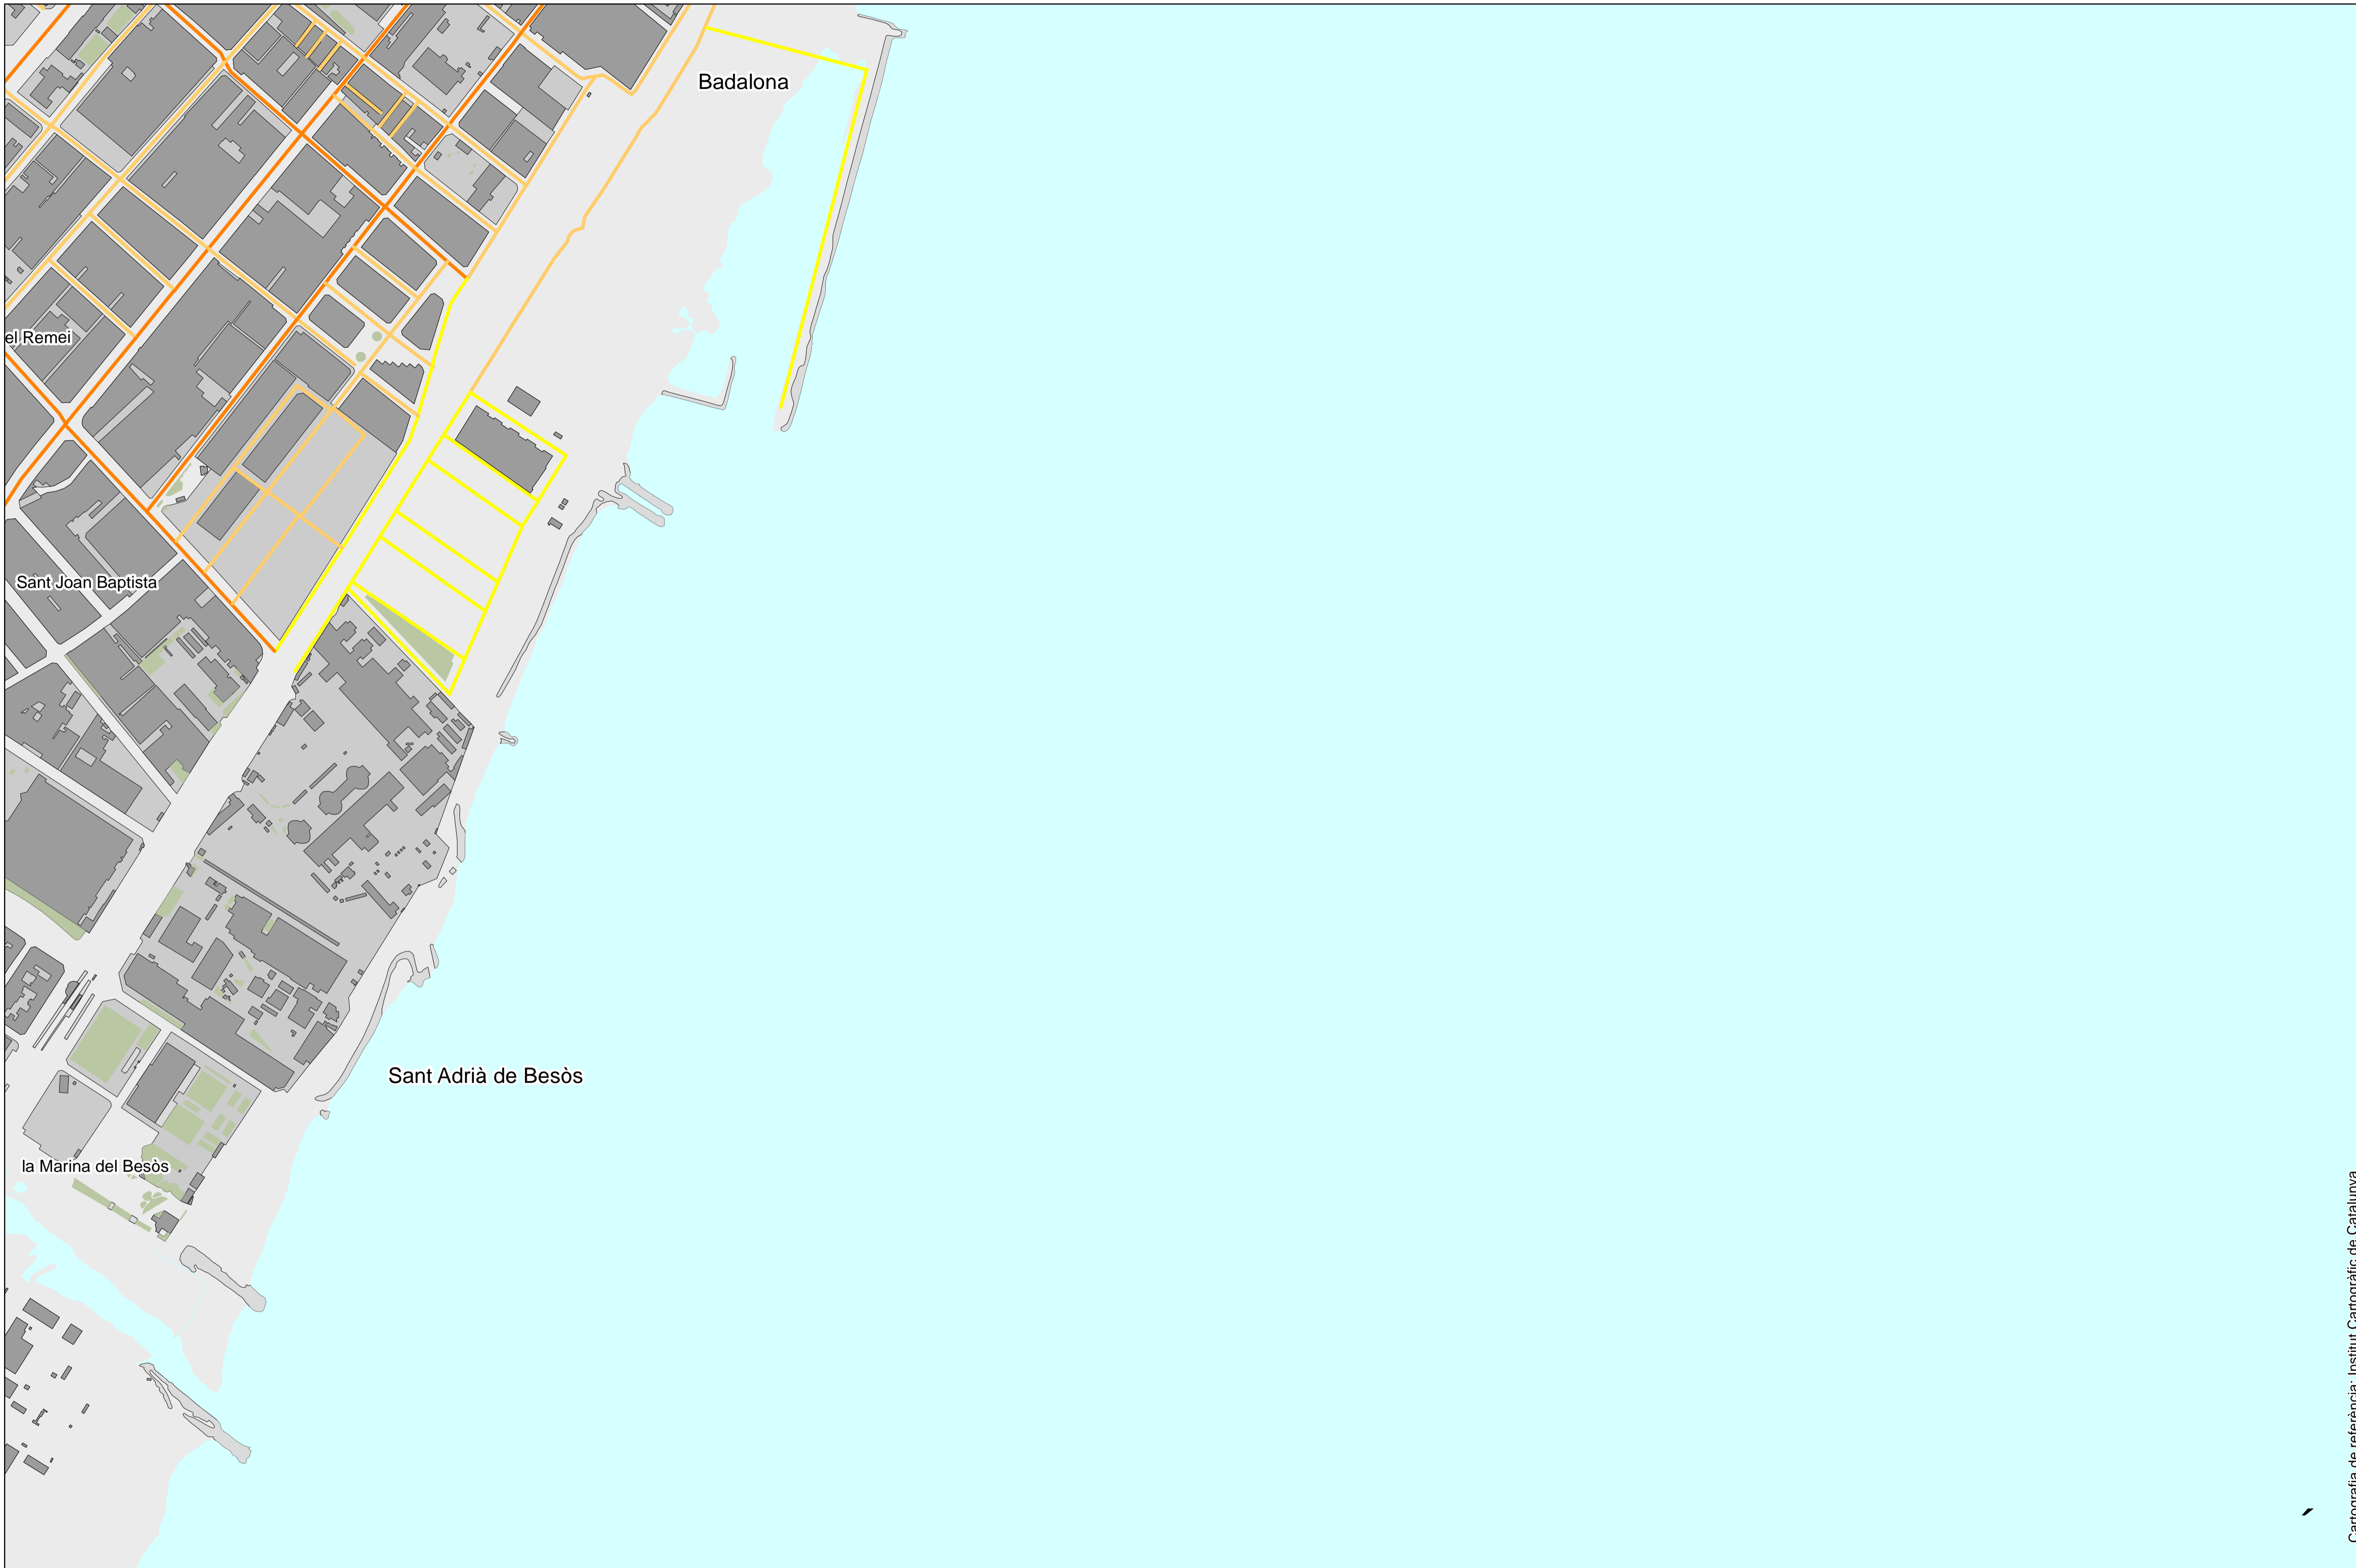 Badalona
el Remei
Sant Joan Baptista
Sant Adrià de Besòs
la Marina del Besòs
Cartografia de referència: Institut Cartogràfic de Catalunya